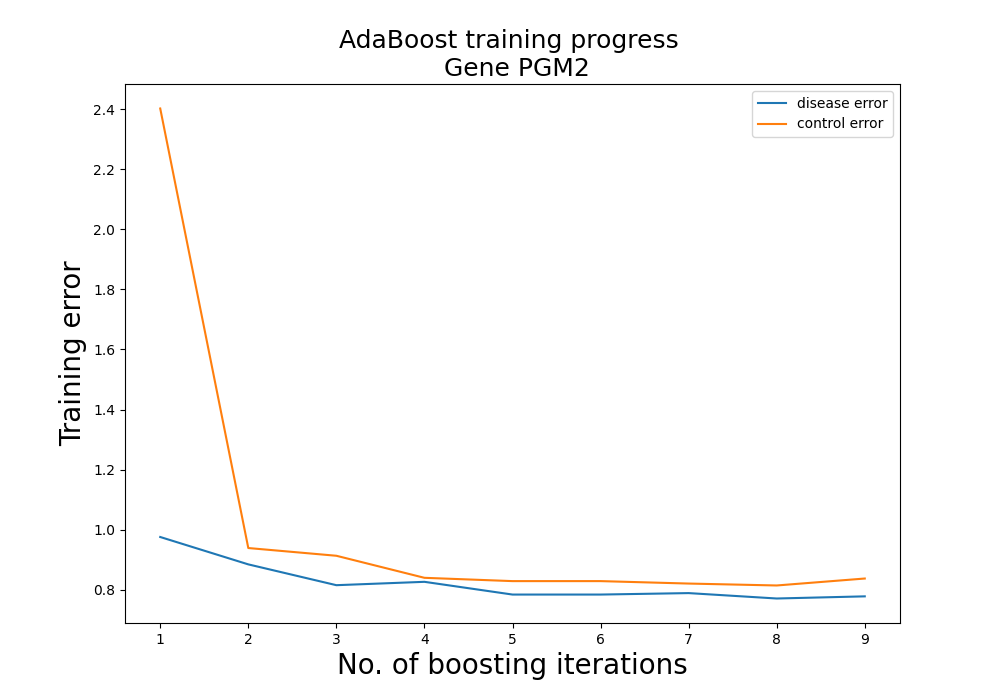 AdaBoost training progress
Gene PGM2
disease error
control error
Training error
2.4
2.2
2.0
1.8
1.6
1.4
1.2
1.0
0.8
1 2 3 4 5 6 7 8 9
No. of boosting iterations